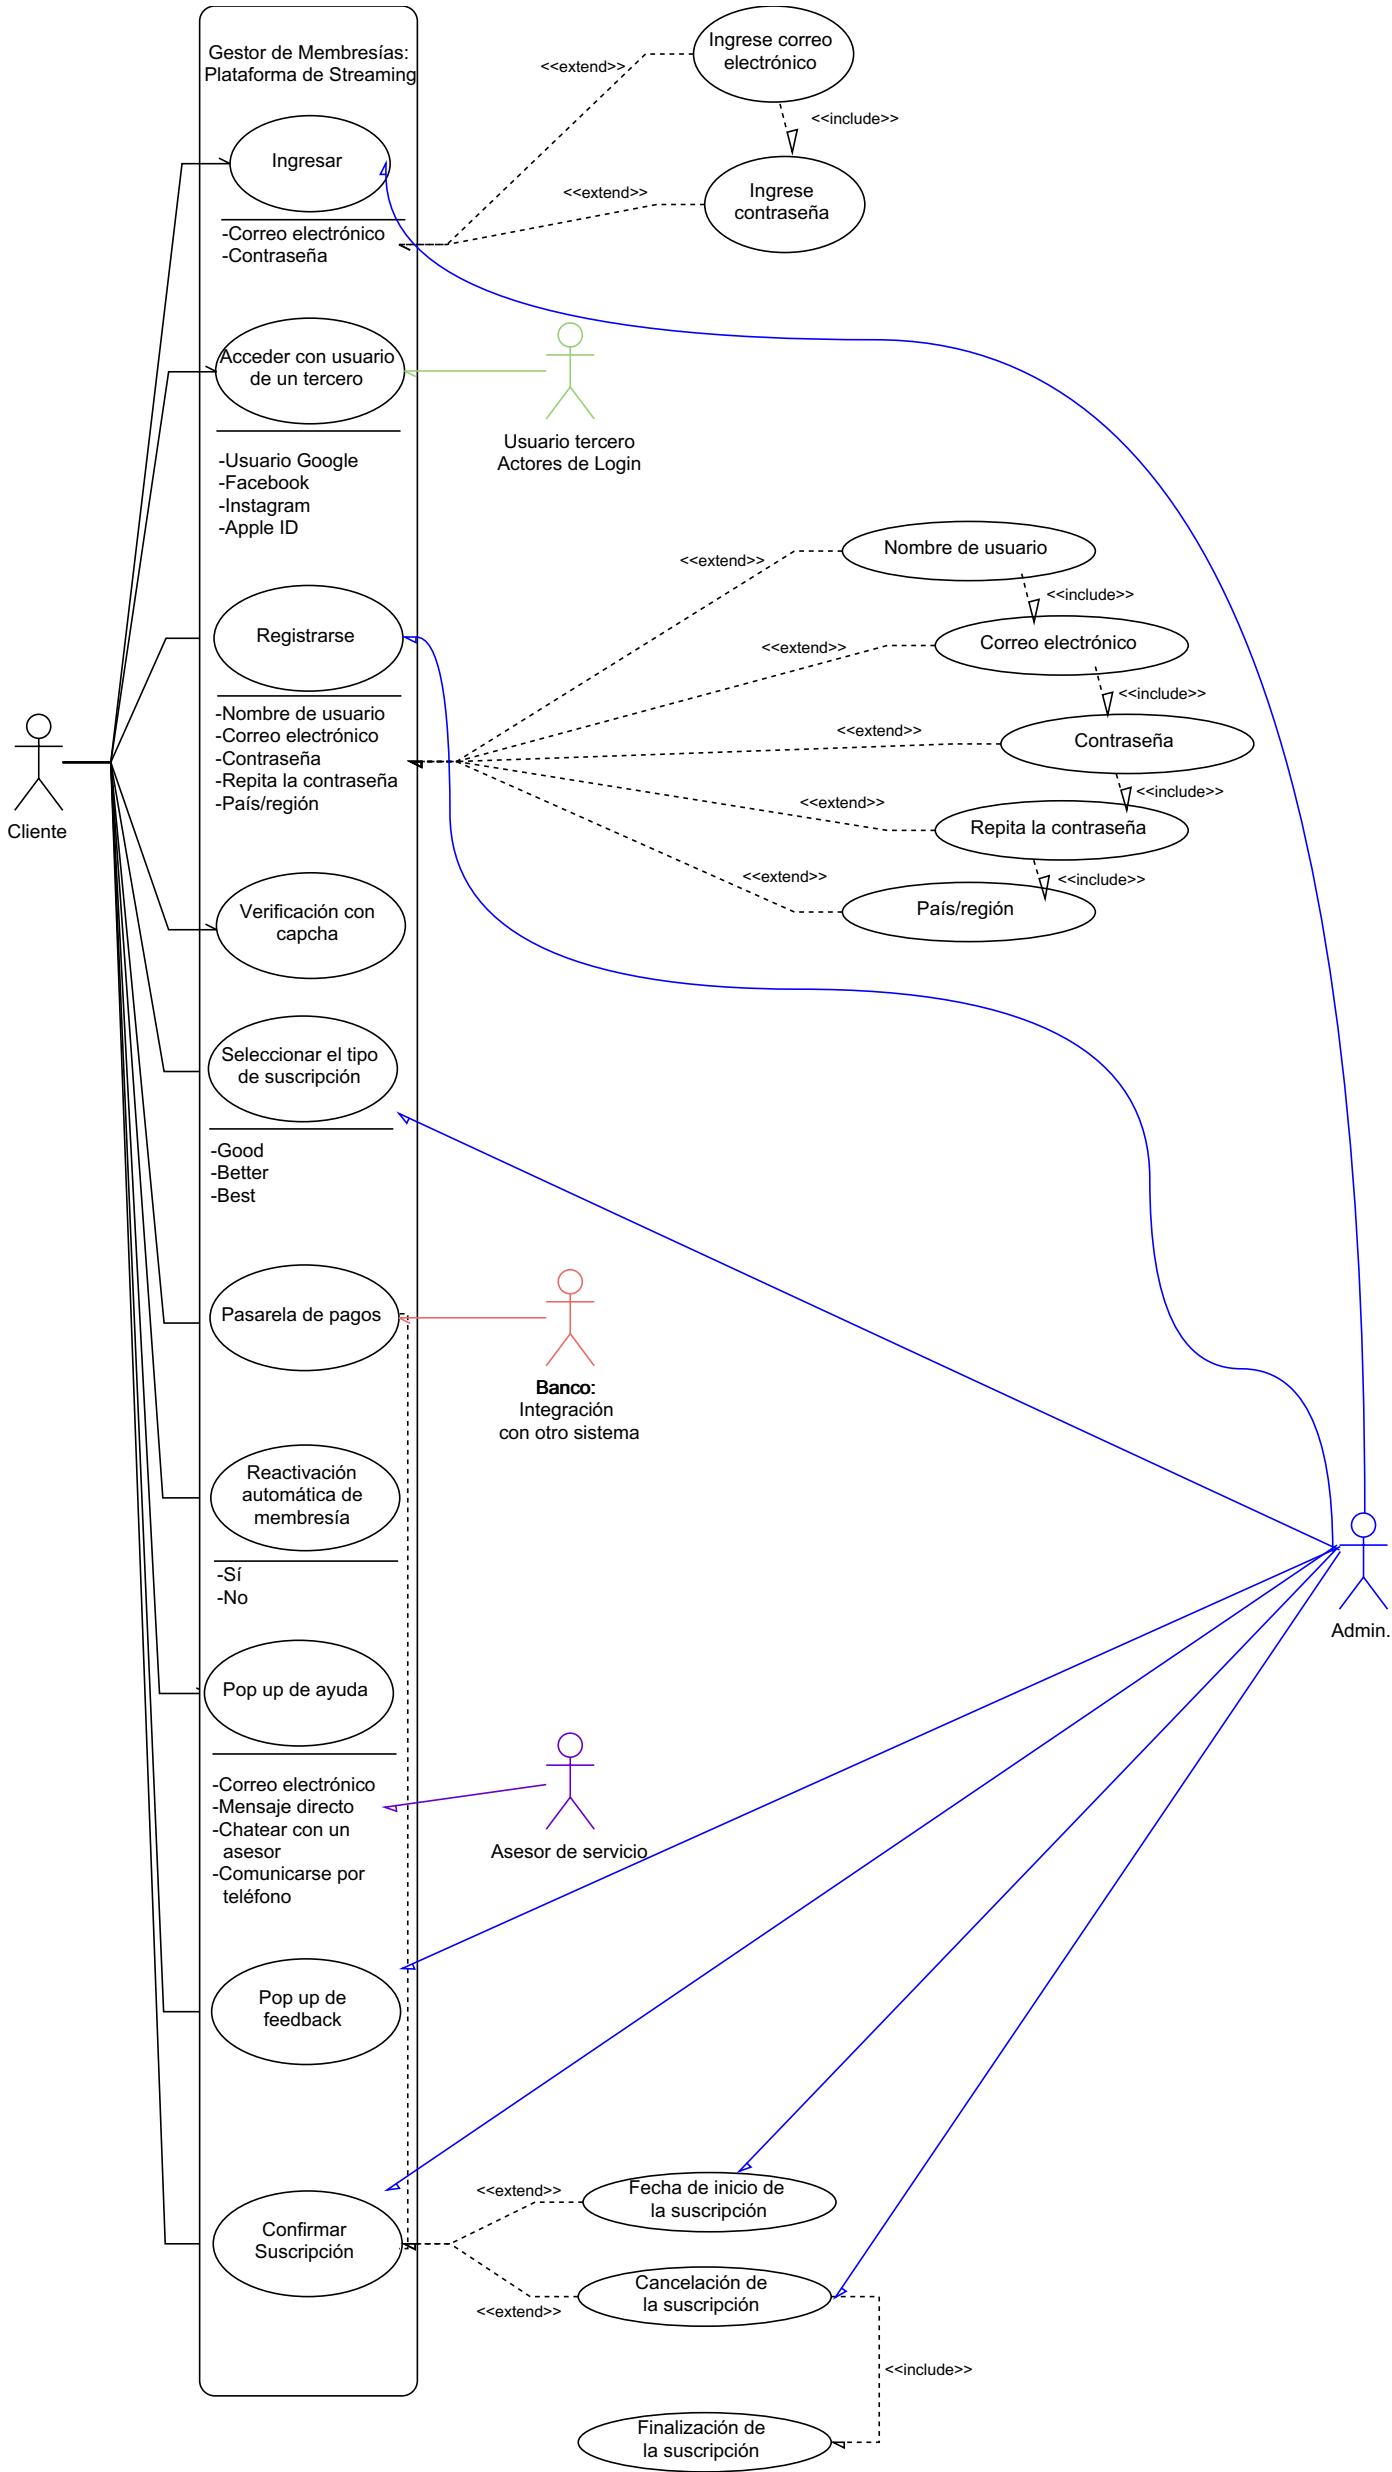 Gestor de Membresías:
Plataforma de Streaming
Ingresar
-Correo electrónico
-Contraseña
<<extend>>
Ingrese correo
electrónico
<<include>>
<<extend>>
Ingrese
contraseña
Acceder con usuario
de un tercero
-Usuario Google
-Facebook
-Instagram
-Apple ID
Usuario tercero
Actores de Login
Registrarse
-Nombre de usuario
-Correo electrónico
-Contraseña
-Repita la contraseña
-País/región
<<extend>>
Nombre de usuario
<<include>>
<<extend>>
Correo electrónico
<<include>>
<<extend>>
Contraseña
<<include>>
<<extend>>
Repita la contraseña
<<include>>
<<extend>>
País/región
Cliente
Verificación con
capcha
Seleccionar el tipo
de suscripción
-Good
-Better
-Best
Pasarela de pagos
Banco:
Integración
con otro sistema
Reactivación
automática de
membresía
-Sí
-No
Admin.
Pop up de ayuda
-Correo electrónico
-Mensaje directo
-Chatear con un
asesor
-Comunicarse por
teléfono
Asesor de servicio
Pop up de
feedback
Confirmar
Suscripción
<<extend>>
Fecha de inicio de
la suscripción
<<extend>>
Cancelación de
la suscripción
<<include>>
Finalización de
la suscripción